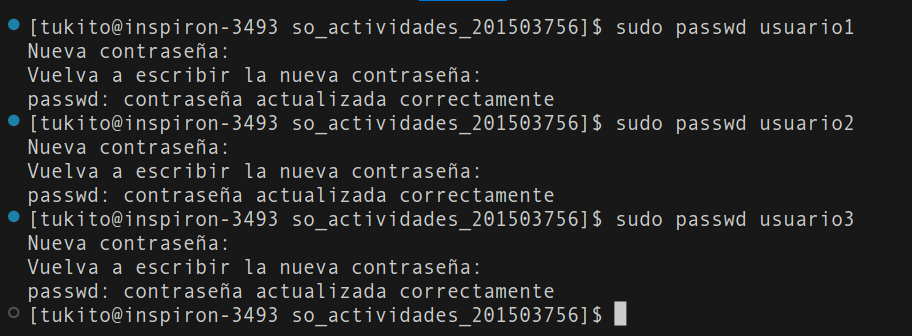 [tukito@inspiron-3493 so_actividades_201503756]$ sudo passwd usuario1
Nueva contraseña:
Vuelva a escribir la nueva contraseña:
passwd: contraseña actualizada correctamente
[tukito@inspiron-3493 so_actividades_201503756]$ sudo passwd usuario2
Nueva contraseña:
Vuelva a escribir la nueva contraseña:
passwd: contraseña actualizada correctamente
[tukito@inspiron-3493 so_actividades_201503756]$ sudo passwd usuario3
Nueva contraseña:
Vuelva a escribir la nueva contraseña:
passwd: contraseña actualizada correctamente
[tukito@inspiron-3493 so_actividades_201503756]$